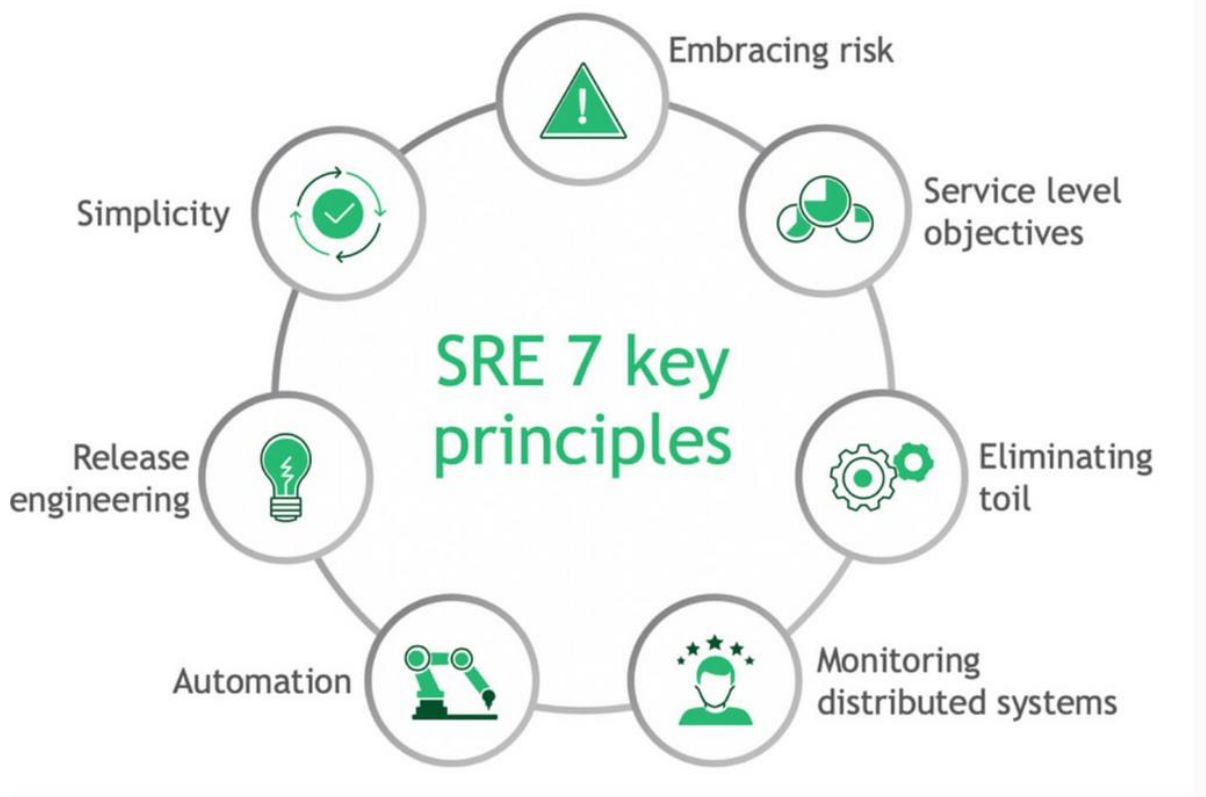 Embracing risk
Service level
objectives
Eliminating
toil
Monitoring
distributed systems
Automation
Release
engineering
Simplicity
SRE 7 key
principles